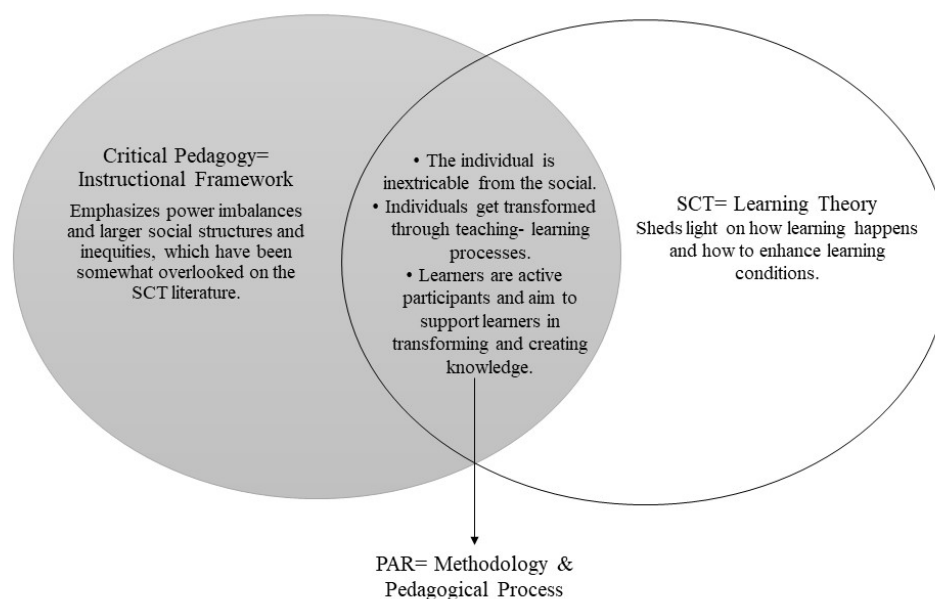 Critical Pedagogy=
Instructional Framework
Emphasizes power imbalances
and larger social structures and
inequities, which have been
somewhat overlooked on the
SCT literature.
• The individual is
inextricable from the social.
• Individuals get transformed
through teaching- learning
processes.
• Learners are active
participants and aim to
support learners in
transforming and creating
knowledge.
SCT= Learning Theory
Sheds light on how learning happens
and how to enhance learning
conditions.
PAR= Methodology &
Pedagogical Process